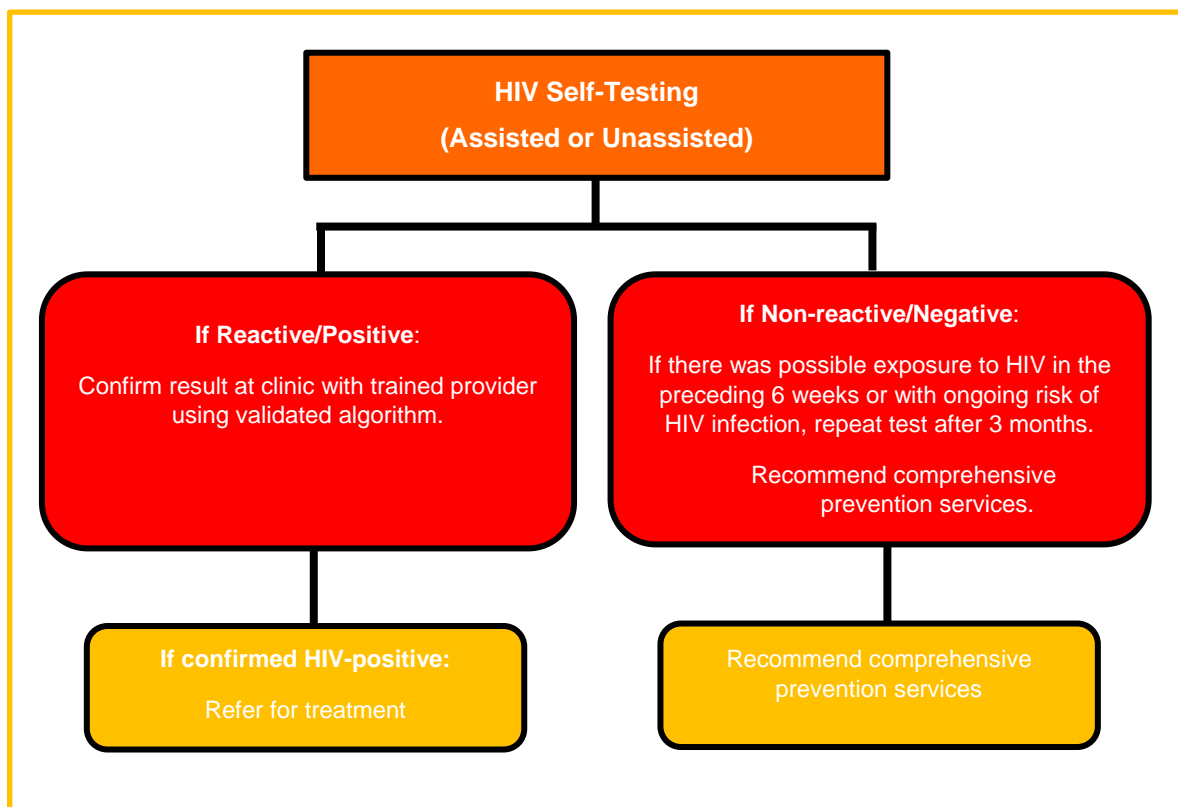 HIV Self-Testing
(Assisted or Unassisted)
If Reactive/Positive:
Confirm result at clinic with trained provider
using validated algorithm.
If Non-reactive/Negative:
If there was possible exposure to HIV in the
preceding 6 weeks or with ongoing risk of
HIV infection, repeat test after 3 months.
Recommend comprehensive
prevention services.
If confirmed HIV-positive:
Refer for treatment
Recommend comprehensive
prevention services